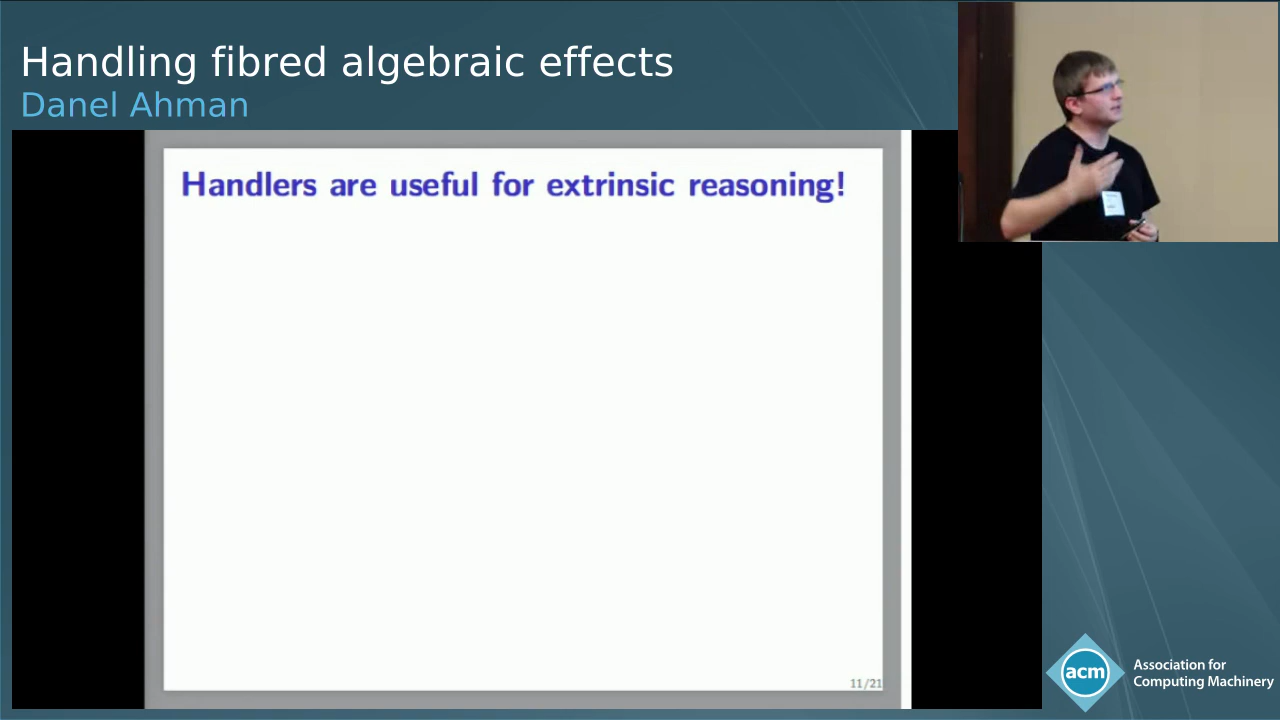 Handling fibred algebraic effects
Danel Ahman
Handlers are useful for extrinsic reasoning!
11/21
acm
Association for
Computing Machinery